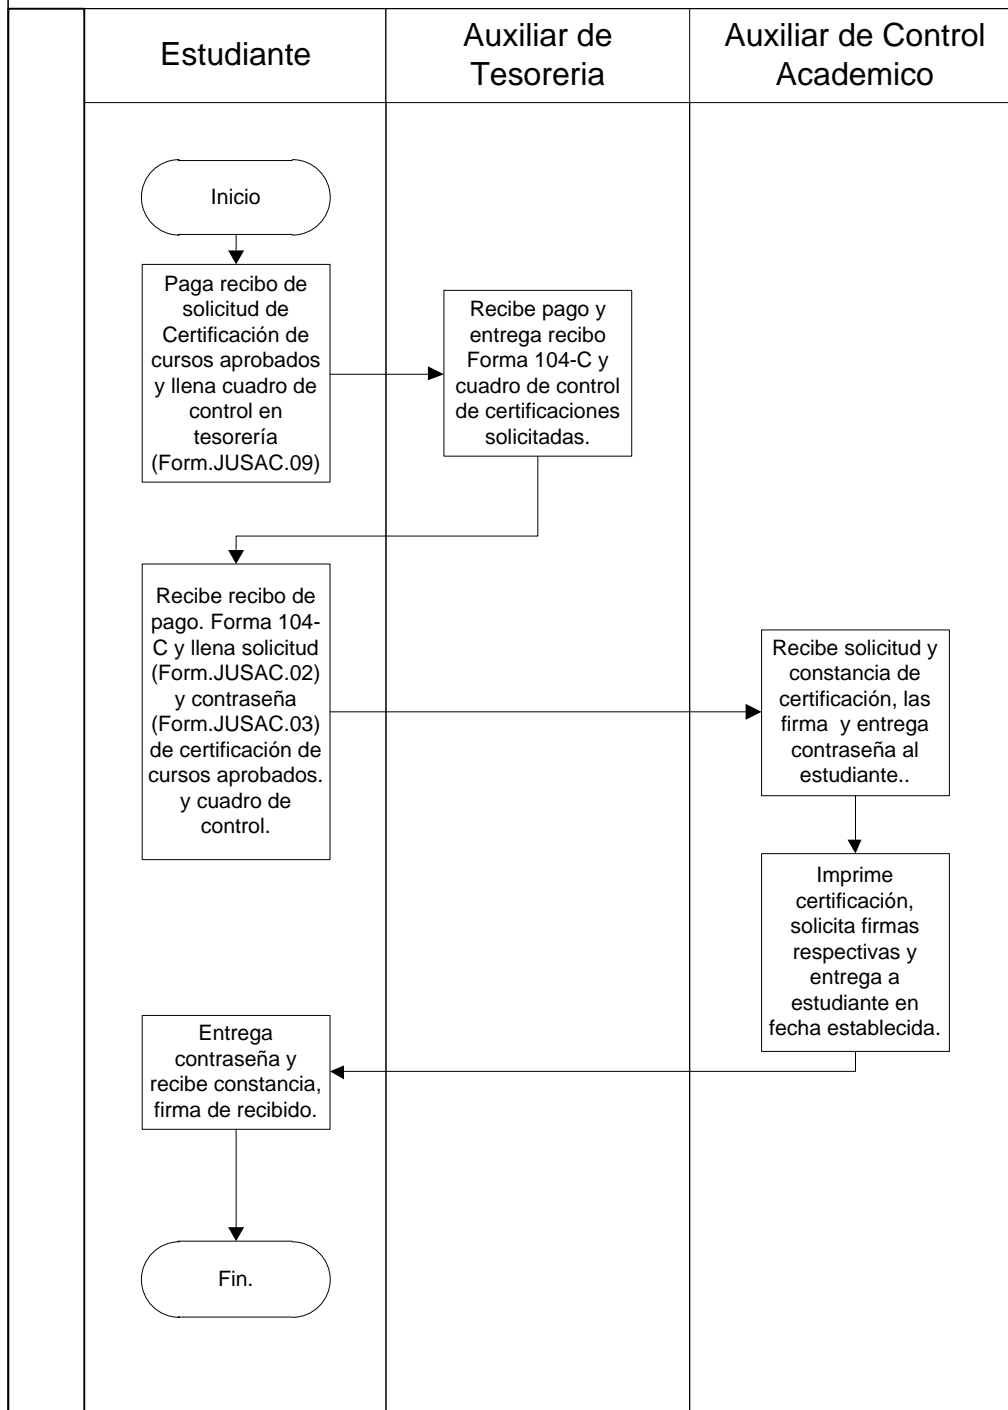 Estudiante
Auxiliar de
Tesoreria
Auxiliar de Control
Academico
Inicio
Paga recibo de
solicitud de
Certificación de
cursos aprobados
y llena cuadro de
control en
tesorería
(Form.JUSAC.09)
Recibe pago y
entrega recibo
Forma 104-C y
cuadro de control
de certificaciones
solicitadas.
Recibe recibo de
pago. Forma 104-
C y llena solicitud
(Form.JUSAC.02)
y contraseña
(Form.JUSAC.03)
de certificación de
cursos aprobados.
y cuadro de
control.
Recibe solicitud y
constancia de
certificación, las
firma  y entrega
contraseña al
estudiante..
Imprime
certificación,
solicita firmas
respectivas y
entrega a
estudiante en
fecha establecida.
Entrega
contraseña y
recibe constancia,
firma de recibido.
Fin.